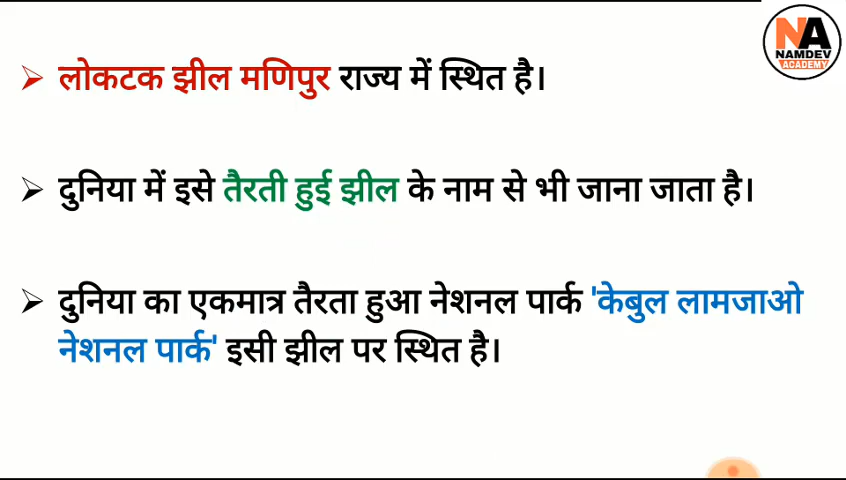 NA
NAMDEV
ACADEMY
➢ लोकटक झील मणिपुर राज्य में स्थित है।
➢ दुनिया में इसे तैरती हुई झील के नाम से भी जाना जाता है।
➢ दुनिया का एकमात्र तैरता हुआ नेशनल पार्क 'केबुल लामजाओ
नेशनल पार्क' इसी झील पर स्थित है।